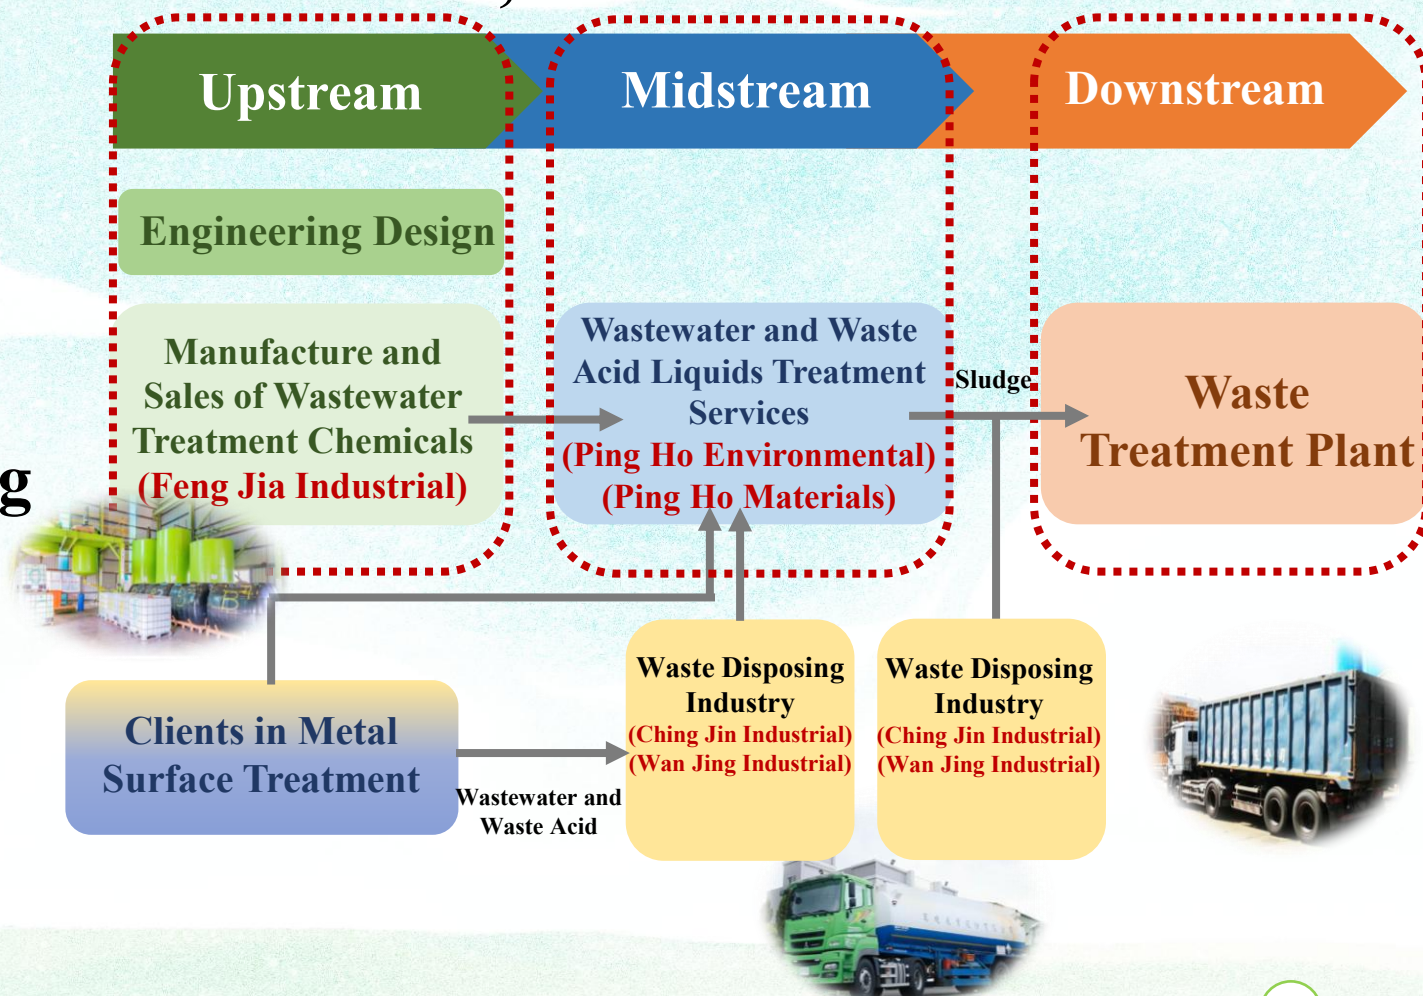 Upstream
Midstream
Downstream
Engineering Design
Manufacture and
Sales of Wastewater
Treatment Chemicals
(Feng Jia Industrial)
Wastewater and Waste
Acid Liquids Treatment
Services
(Ping Ho Environmental)
(Ping Ho Materials)
Sludge
Waste
Treatment Plant
g
Clients in Metal
Surface Treatment
Wastewater and
Waste Acid
Waste Disposing
Industry
(Ching Jin Industrial)
(Wan Jing Industrial)
Waste Disposing
Industry
(Ching Jin Industrial)
(Wan Jing Industrial)